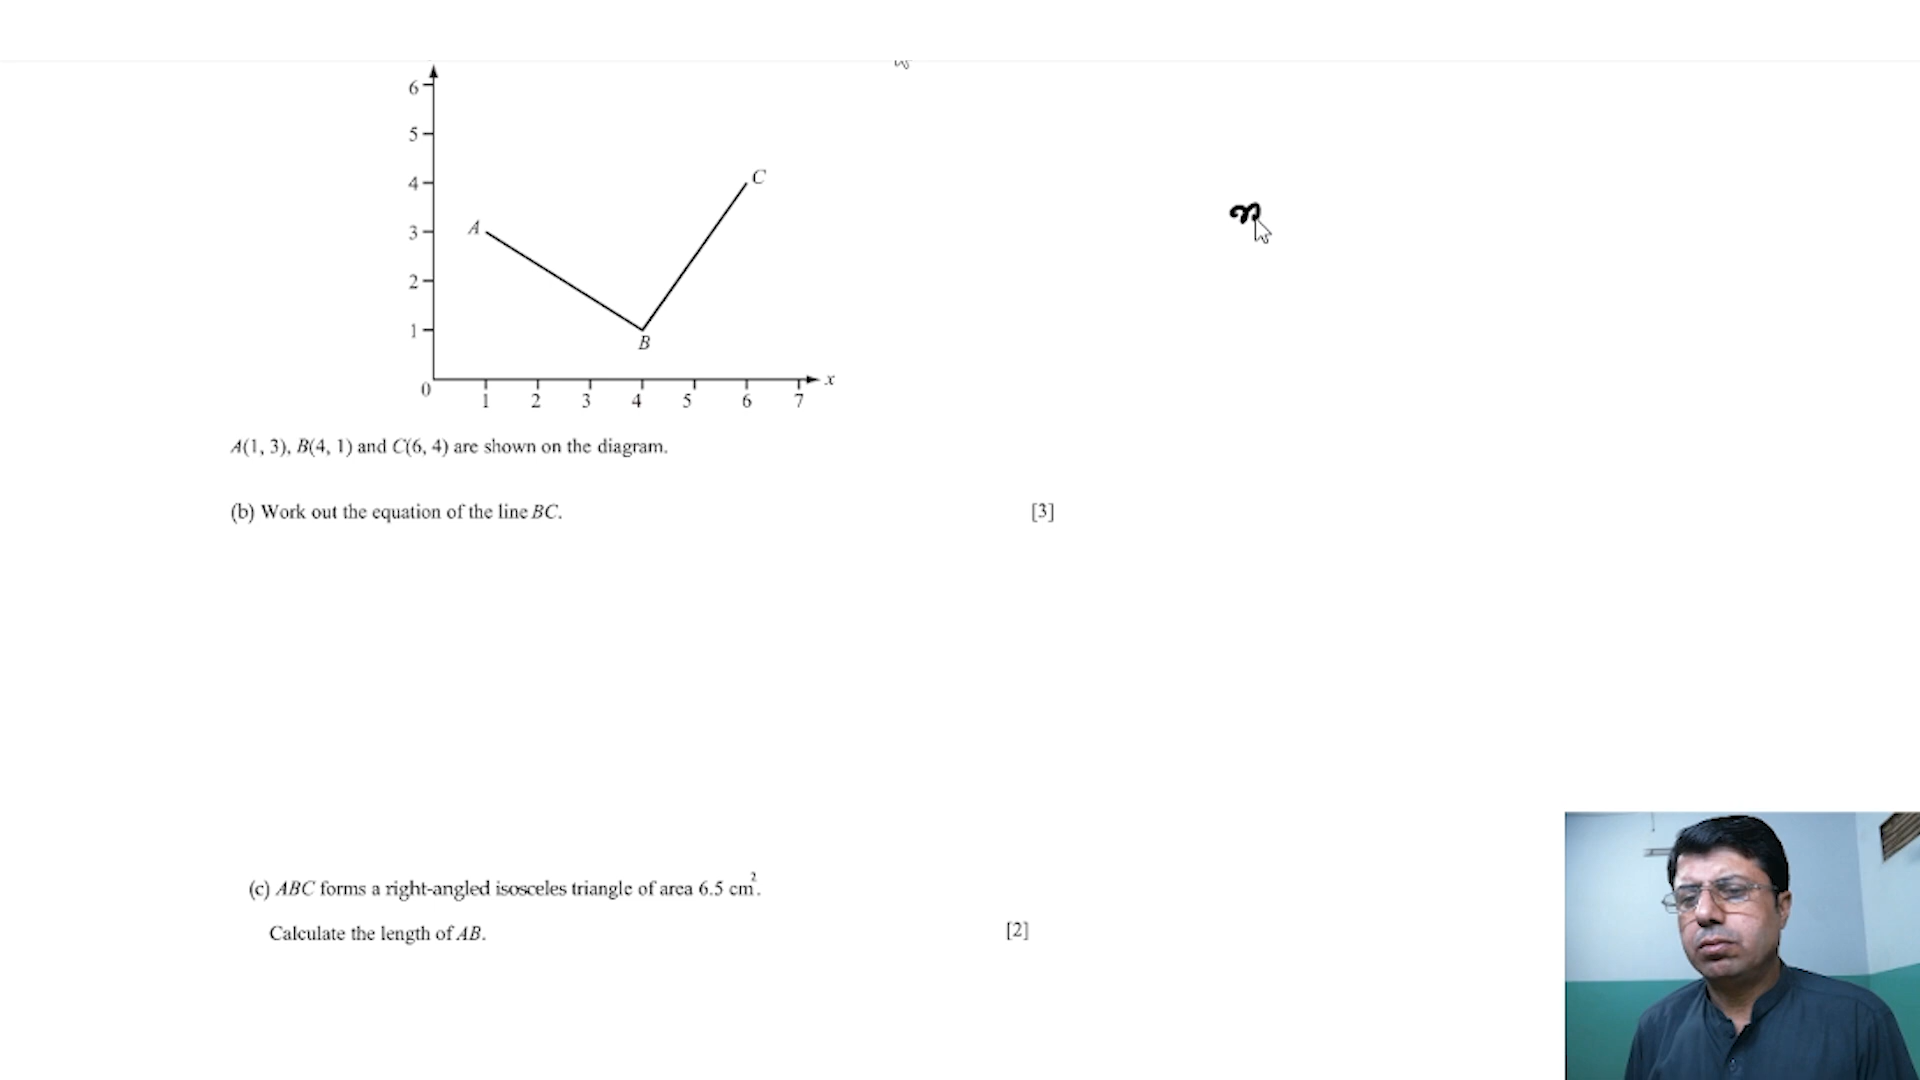 6
5
4
C
3
A
2
1
B
0
x
1 2 3 4 5 6 7
A(1, 3), B(4, 1) and C(6, 4) are shown on the diagram.
(b) Work out the equation of the line BC. [3]
(c) ABC forms a right-angled isosceles triangle of area 6.5 cm².
Calculate the length of AB. [2]